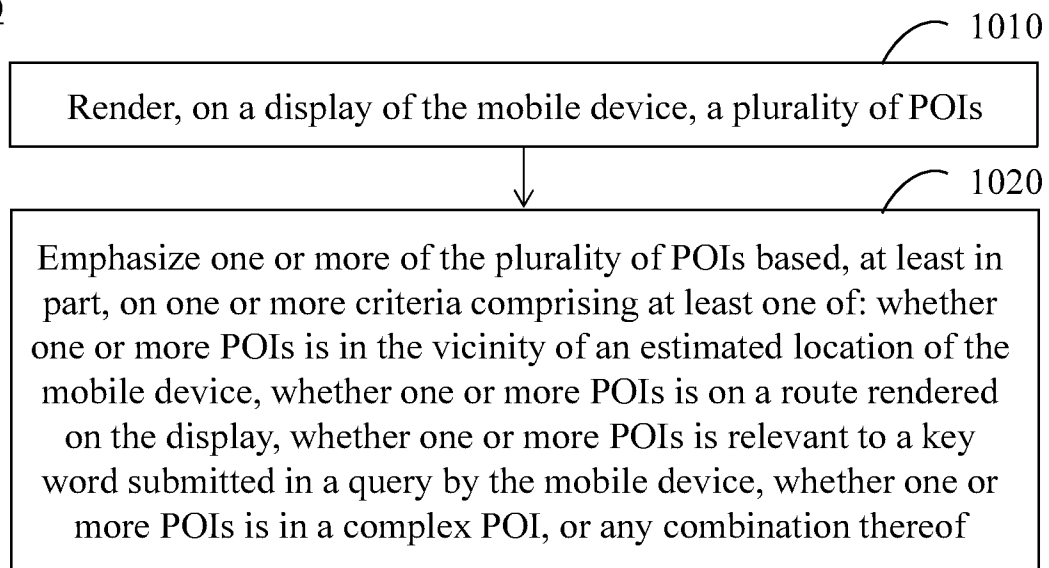 1010
Render, on a display of the mobile device, a plurality of POIs
1020
Emphasize one or more of the plurality of POIs based, at least in
part, on one or more criteria comprising at least one of: whether
one or more POIs is in the vicinity of an estimated location of the
mobile device, whether one or more POIs is on a route rendered
on the display, whether one or more POIs is relevant to a key
word submitted in a query by the mobile device, whether one or
more POIs is in a complex POI, or any combination thereof